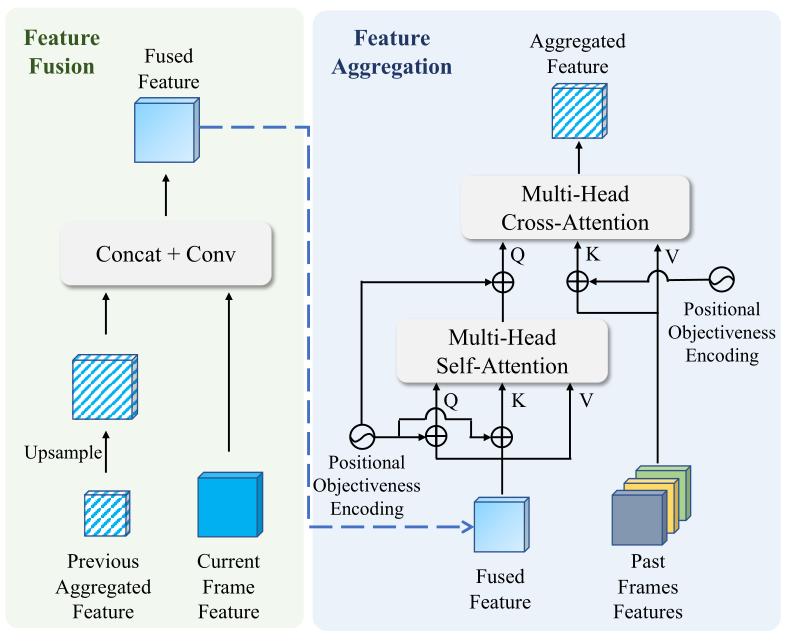 Feature
Fusion
Fused
Feature
Concat + Conv
Upsample
Previous
Aggregated
Feature
Current
Frame
Feature
Feature
Aggregation
Aggregated
Feature
Multi-Head
Cross-Attention
Q
K
V
Positional
Objectiveness
Encoding
Multi-Head
Self-Attention
Q
K
V
Positional
Objectiveness
Encoding
Fused
Feature
Past
Frames
Features